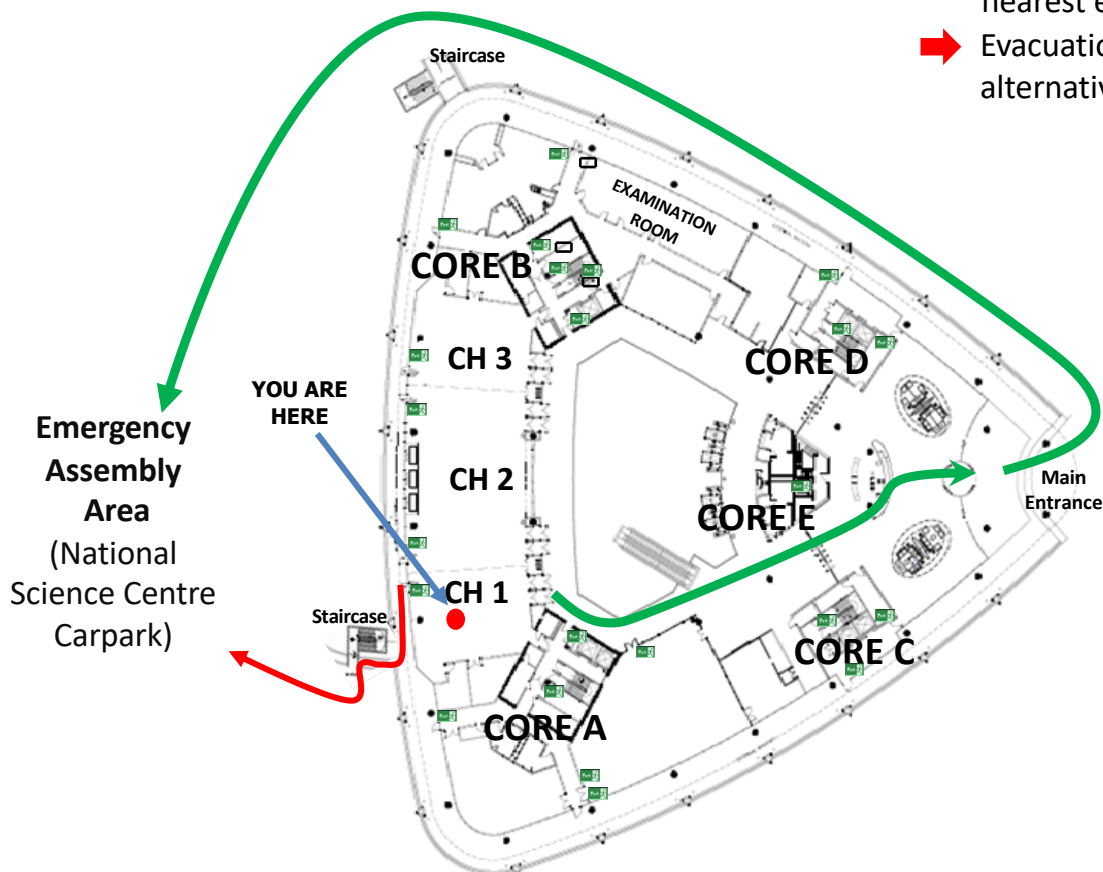 nearest e
Evacuatio
alternativ
Staircase
EXAMINATION
ROOM
CORE B
CORE D
CH 3
YOU ARE
HERE
Emergency
Assembly
Area
(National
Science Centre
Carpark)
CH 2
Main
Entrance
CORE E
CH 1
Staircase
CORE C
CORE A